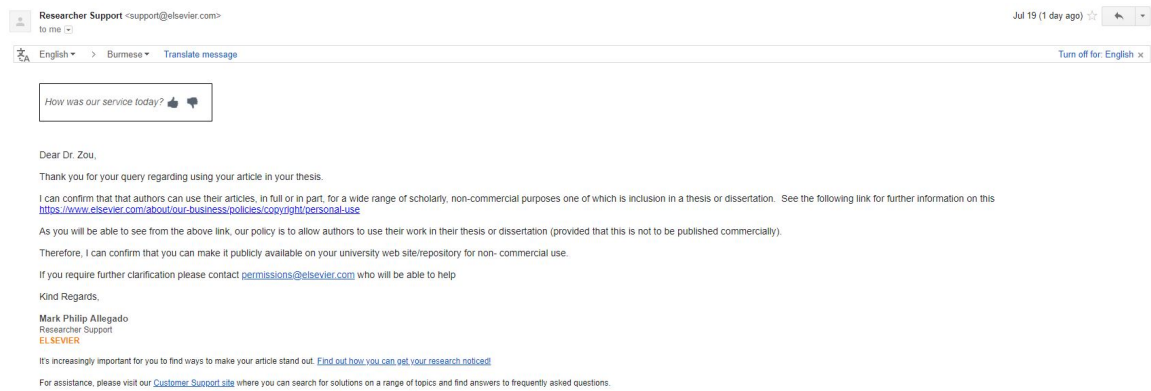 Researcher Support <support@elsevier.com>
Jul 19 (1 day ago)
to me
English > Burmese Translate message
Turn off for: English x
How was our service today?
Dear Dr. Zou,
Thank you for your query regarding using your article in your thesis.
I can confirm that that authors can use their articles, in full or in part, for a wide range of scholarly, non-commercial purposes one of which is inclusion in a thesis or dissertation. See the following link for further information on this
https://www.elsevier.com/about/our-business/policies/copyright/personal-use
As you will be able to see from the above link, our policy is to allow authors to use their work in their thesis or dissertation (provided that this is not to be published commercially).
Therefore, I can confirm that you can make it publicly available on your university web site/repository for non- commercial use.
If you require further clarification please contact permissions@elsevier.com who will be able to help
Kind Regards,
Mark Philip Allegado
Researcher Support
ELSEVIER
It's increasingly important for you to find ways to make your article stand out. Find out how you can get your research noticed!
For assistance, please visit our Customer Support site where you can search for solutions on a range of topics and find answers to frequently asked questions.